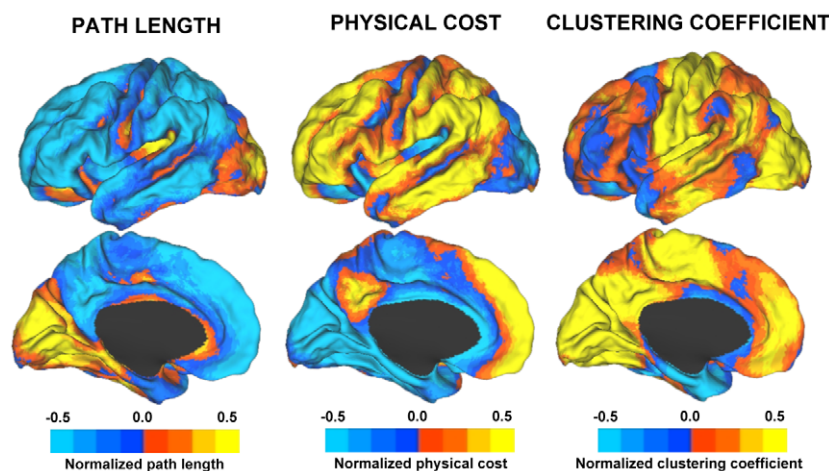 PATH LENGTH PHYSICAL COST CLUSTERING COEFFICIENT
-0.5 0.0 0.5 -0.5 0.0 0.5 -0.5 0.0 0.5
Normalized path length Normalized physical cost Normalized clustering coefficient